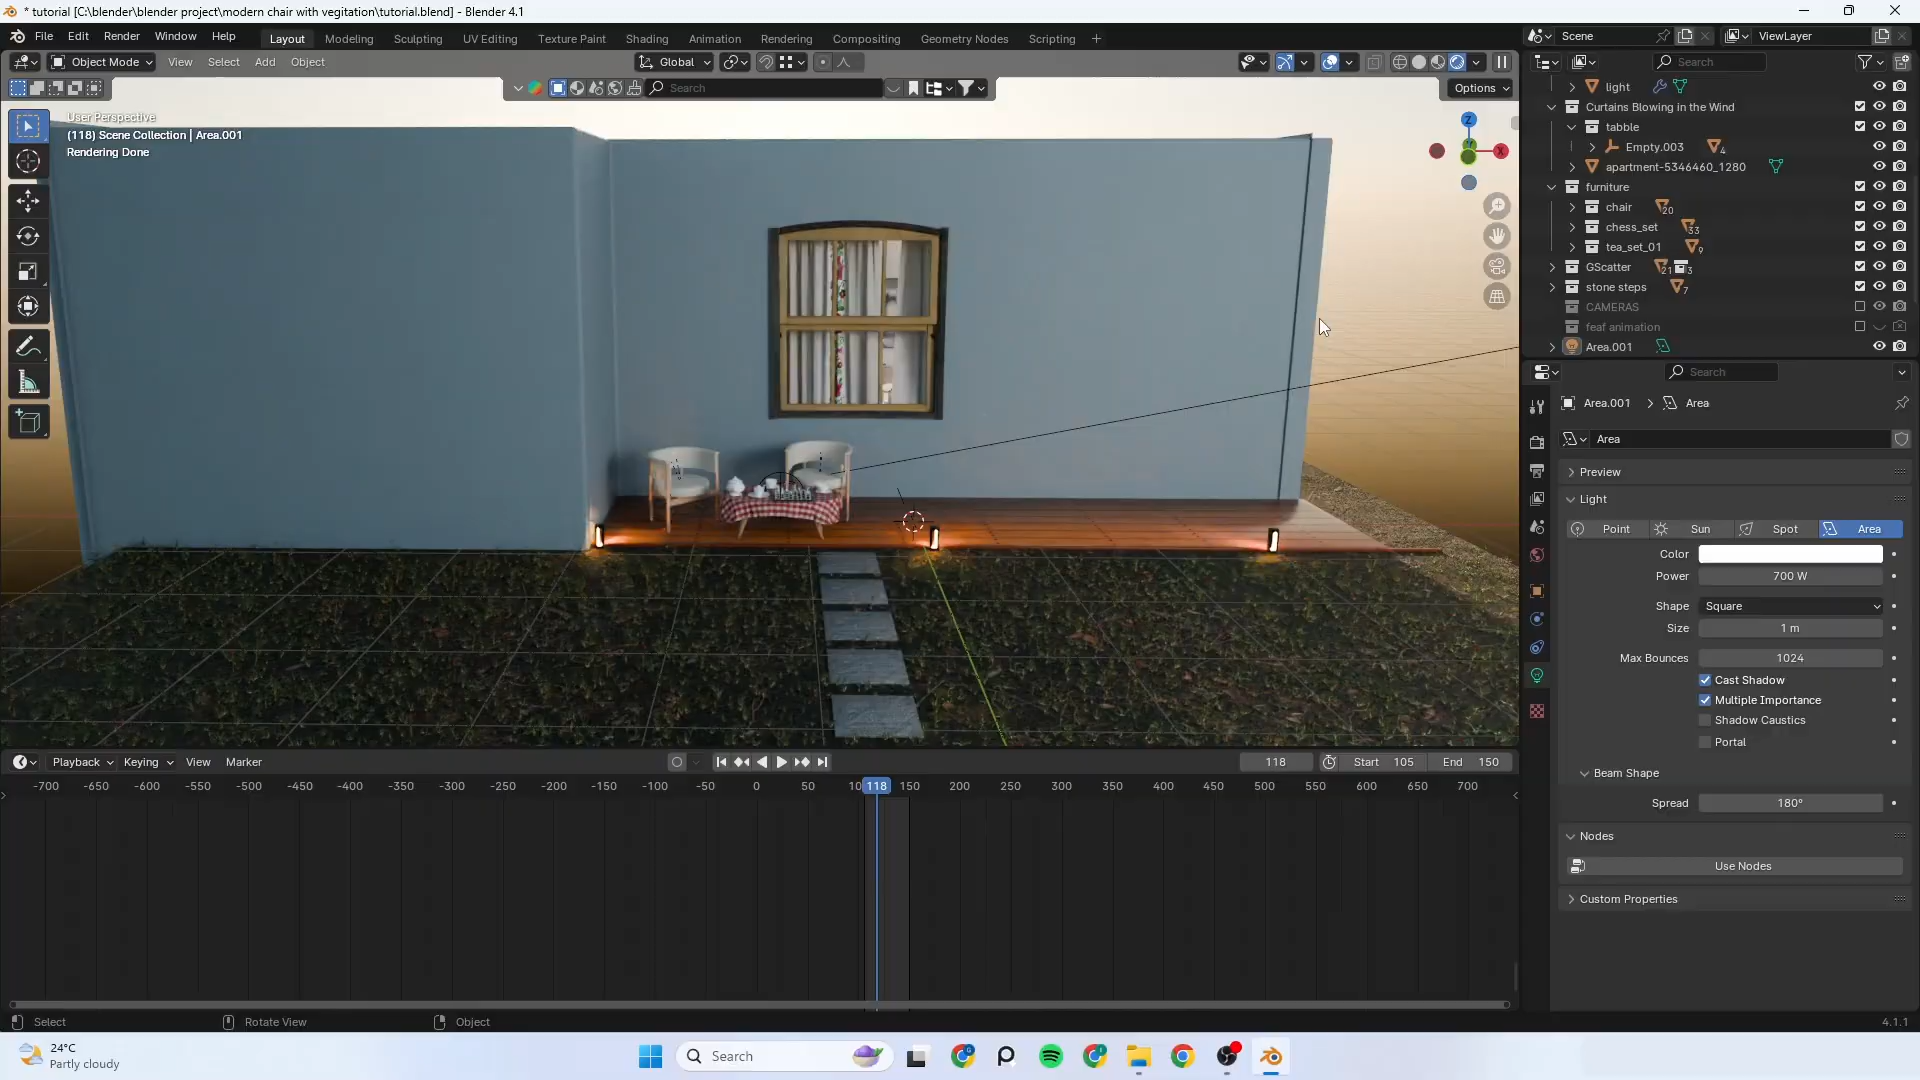 * tutorial [C:\blender\blender project\modern chair with vegitation\tutorial.blend] - Blender 4.1
File Edit Render Window Help Layout Modeling Sculpting UV Editing Texture Paint Shading Animation Rendering Compositing Geometry Nodes Scripting +
Scene ViewLayer
Object Mode View Select Add Object Global
Search
Search Options
User Perspective
(118) Scene Collection | Area.001
Rendering Done
Z
X
light
Curtains Blowing in the Wind
tabble
Empty.003 4
apartment-5346460_1280
furniture
chair 20
chess_set 33
tea_set_01 9
GScatter 21 3
stone steps 7
CAMERAS
feaf animation
Area.001
Search
Area.001 > Area
Area
Preview
Light
Point Sun Spot Area
Color
Power 700 W
Shape Square
Size 1 m
Max Bounces 1024
Cast Shadow
Multiple Importance
Shadow Caustics
Portal
Beam Shape
Spread 180°
Nodes
Use Nodes
Custom Properties
Playback Keying View Marker 118 Start 105 End 150
-700 -650 -600 -550 -500 -450 -400 -350 -300 -250 -200 -150 -100 -50 0 50 10 118 150 200 250 300 350 400 450 500 550 600 650 700
Select Rotate View Object 4.1.1
24°C
Partly cloudy
Search